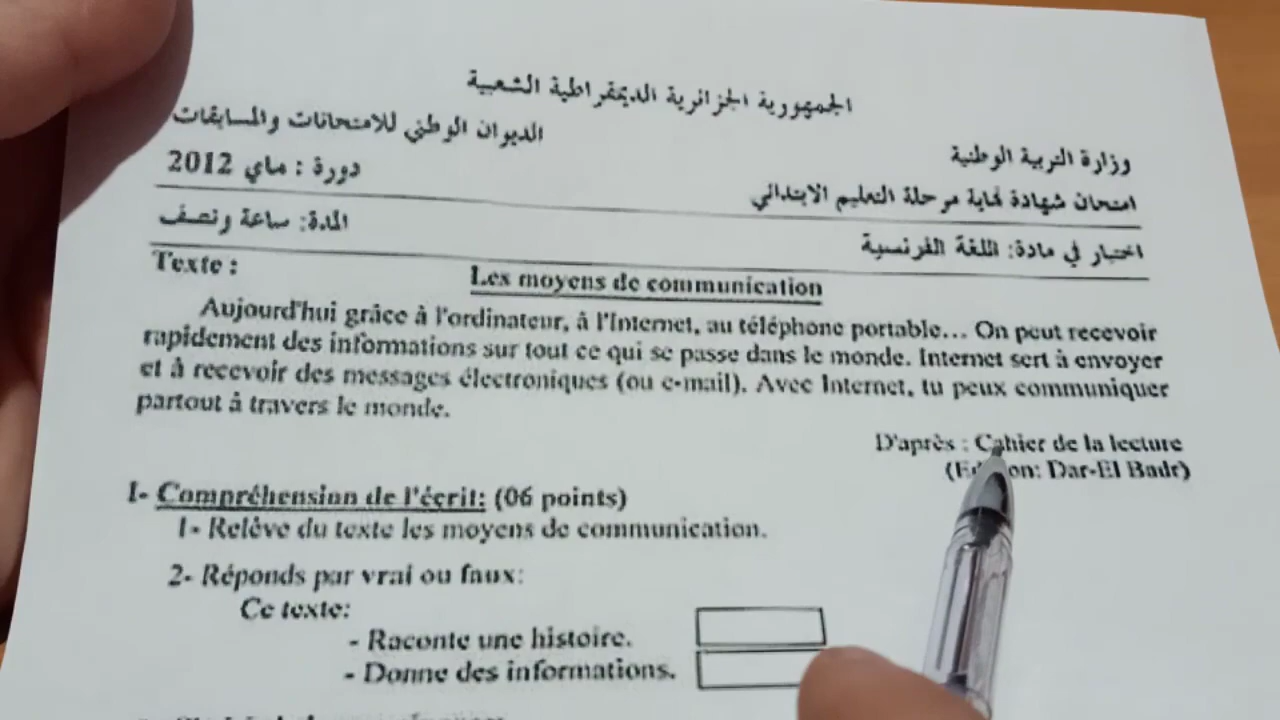 الجمهورية الجزائرية الديمقراطية الشعبية
وزارة التربية الوطنية
الديوان الوطني للامتحانات والمسابقات
امتحان شهادة نهاية مرحلة التعليم الابتدائي
دورة : ماي 2012
اختبار في مادة: اللغة الفرنسية
المادة: ساعة ونصف
Texte :
Les moyens de communication
Aujourd'hui grâce à l'ordinateur, à l'Internet, au téléphone portable... On peut recevoir
rapidement des informations sur tout ce qui se passe dans le monde. Internet sert à envoyer
et à recevoir des messages électroniques (ou e-mail). Avec Internet, tu peux communiquer
partout à travers le monde.
D'après : Cahier de la lecture
Dar-El Badr)
I- Compréhension de l'écrit: (06 points)
1- Relève du texte les moyens de communication.
2- Réponds par vrai ou faux:
Ce texte:
- Raconte une histoire.
- Donne des informations.